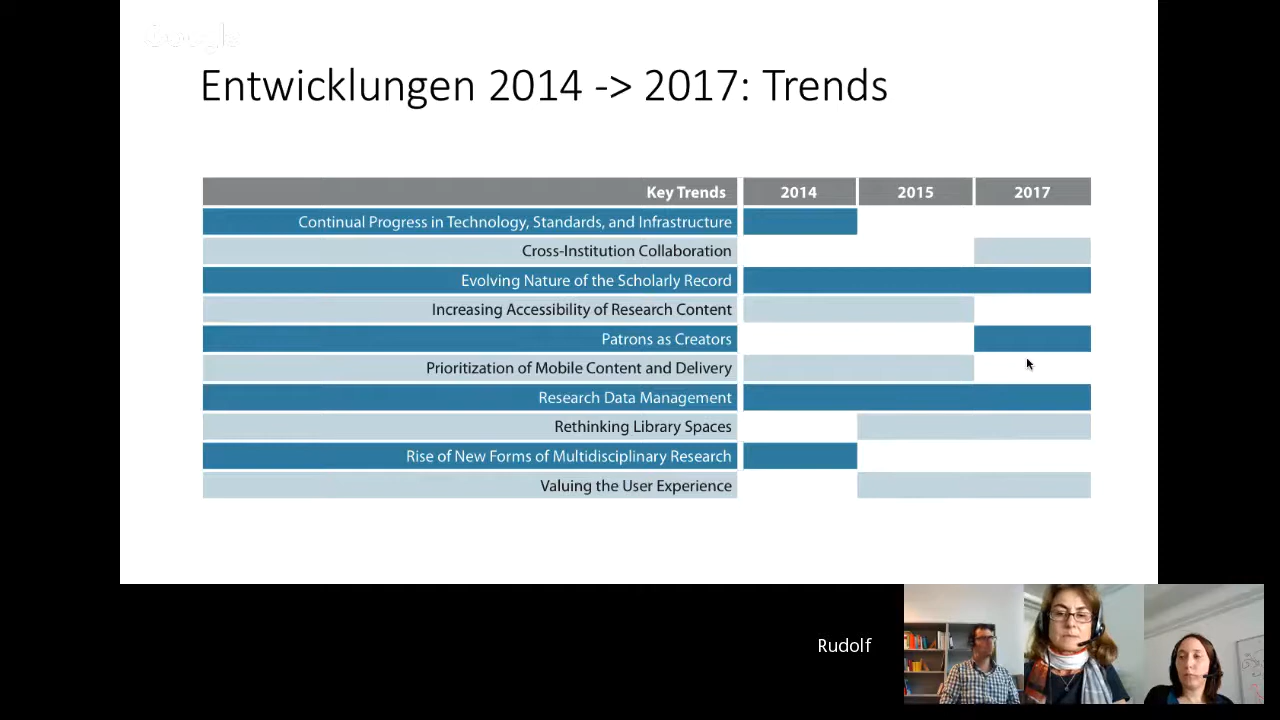 Google
Entwicklungen 2014 -> 2017: Trends
Key Trends 2014 2015 2017
Continual Progress in Technology, Standards, and Infrastructure
Cross-Institution Collaboration
Evolving Nature of the Scholarly Record
Increasing Accessibility of Research Content
Patrons as Creators
Prioritization of Mobile Content and Delivery
Research Data Management
Rethinking Library Spaces
Rise of New Forms of Multidisciplinary Research
Valuing the User Experience
Rudolf